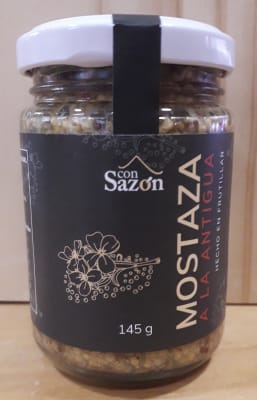 con
Sazón
MOSTAZA
A LA ANTIGUA
HECHO EN FRUTILLAR
145 g